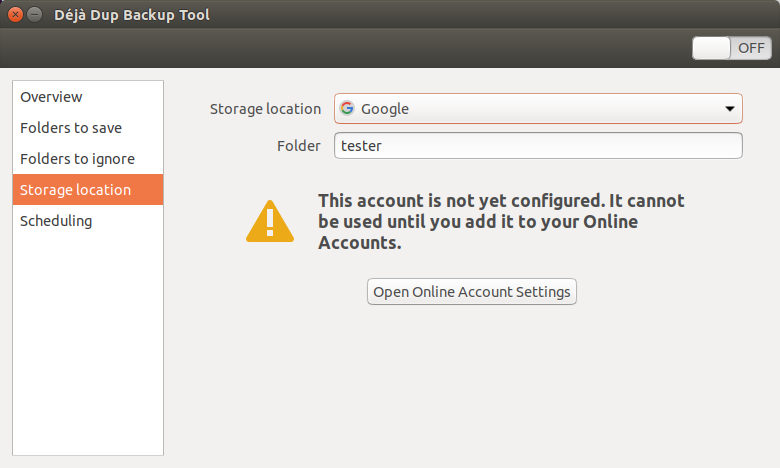 Déjà Dup Backup Tool
OFF
Overview
Folders to save
Folders to ignore
Storage location
Scheduling
Storage location Google
Folder tester
This account is not yet configured. It cannot
be used until you add it to your Online
Accounts.
Open Online Account Settings